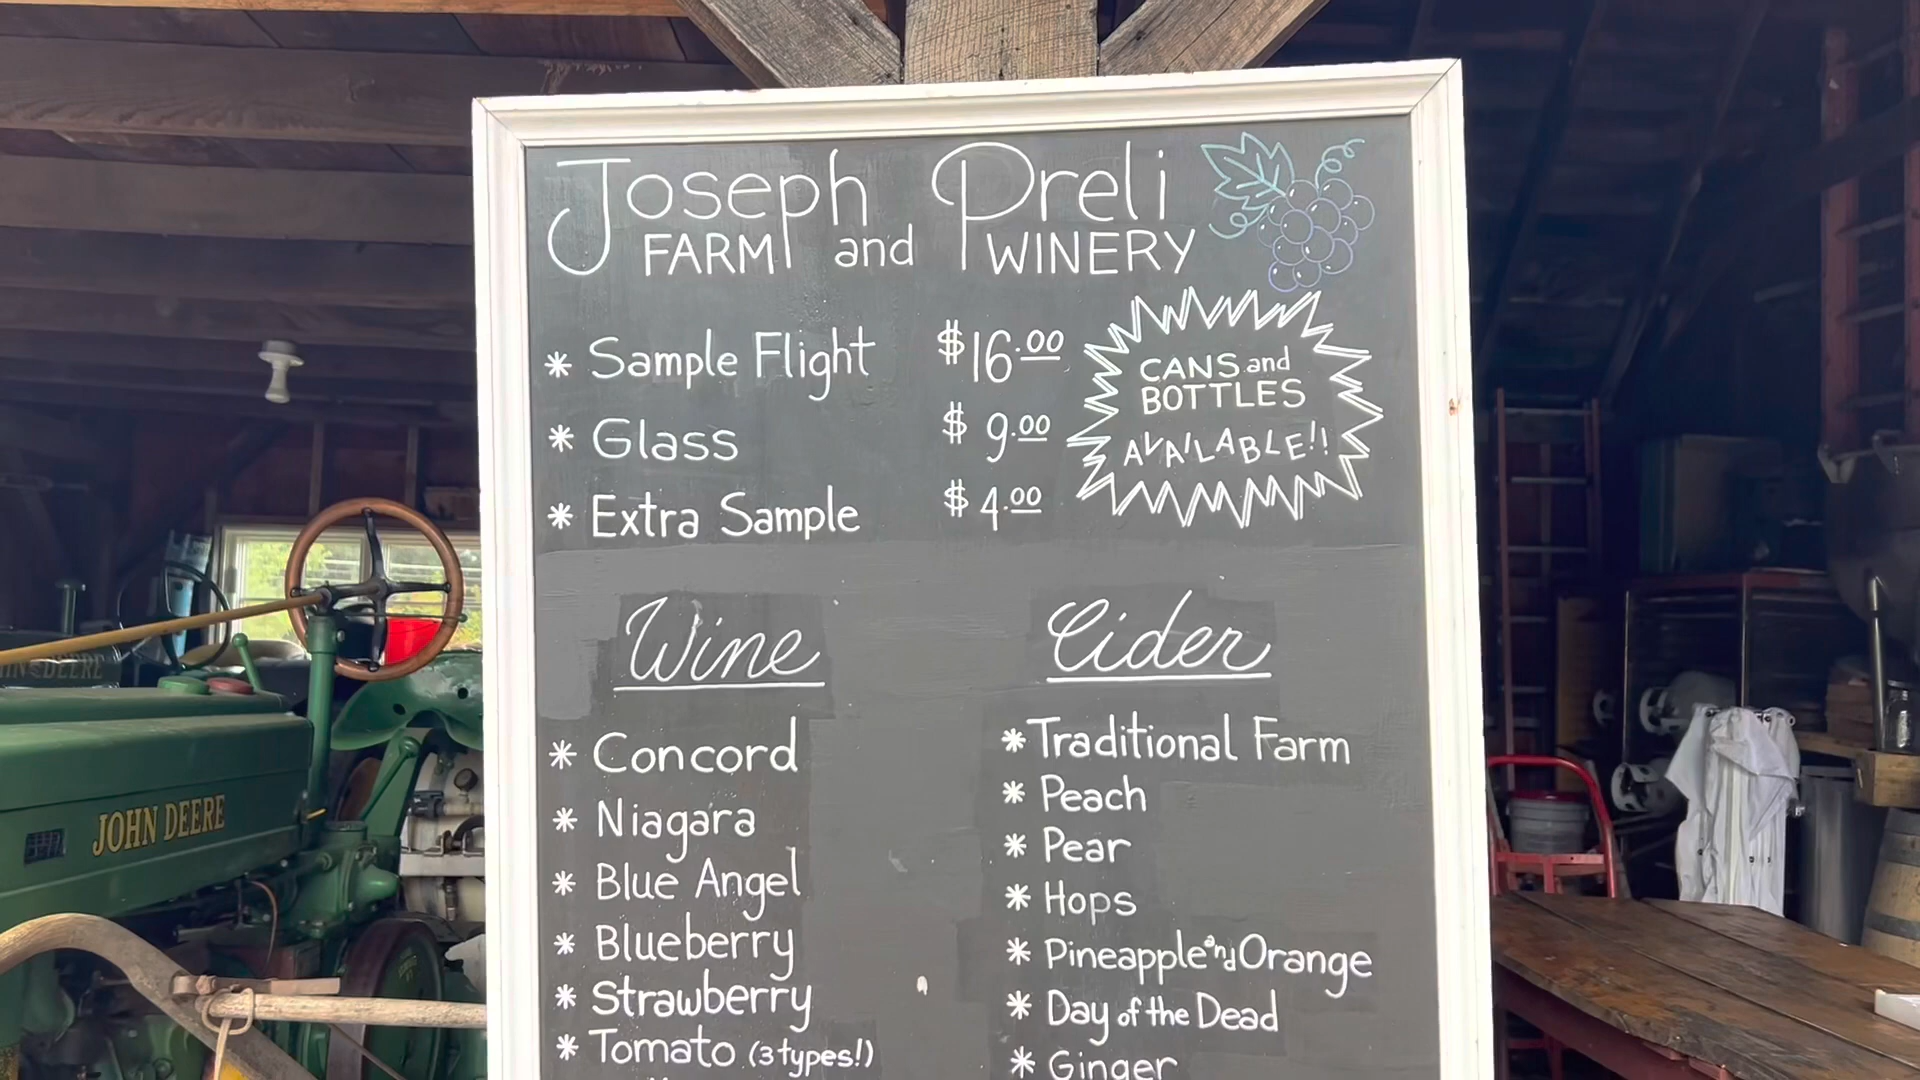 Joseph Preli
FARM and WINERY
* Sample Flight $16.00
* Glass $9.00
* Extra Sample $4.00
CANS and
BOTTLES
AVAILABLE!!
Wine
* Concord
* Niagara
* Blue Angel
* Blueberry
* Strawberry
* Tomato (3 types!)
Cider
* Traditional Farm
* Peach
* Pear
* Hops
* Pineapple and Orange
* Day of the Dead
* Ginger
JOHN DEERE
DEERE